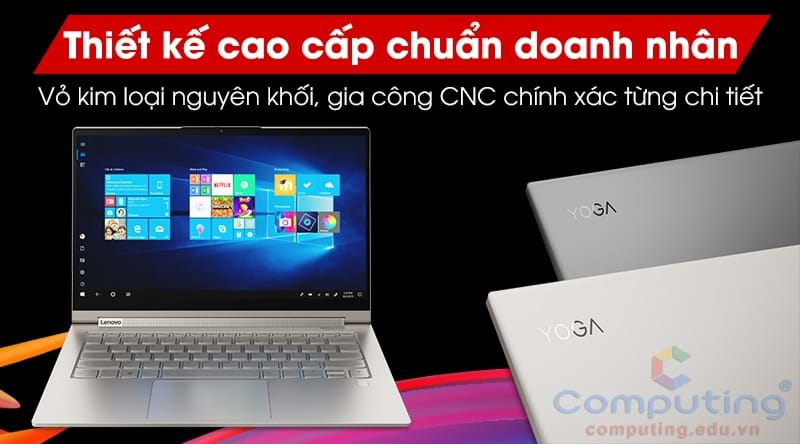 Thiết kế cao cấp chuẩn doanh nhân
Vỏ kim loại nguyên khối, gia công CNC chính xác từng chi tiết
NETFLIX
Lenovo
YOGA
YOGA
Computing®
computing.edu.vn